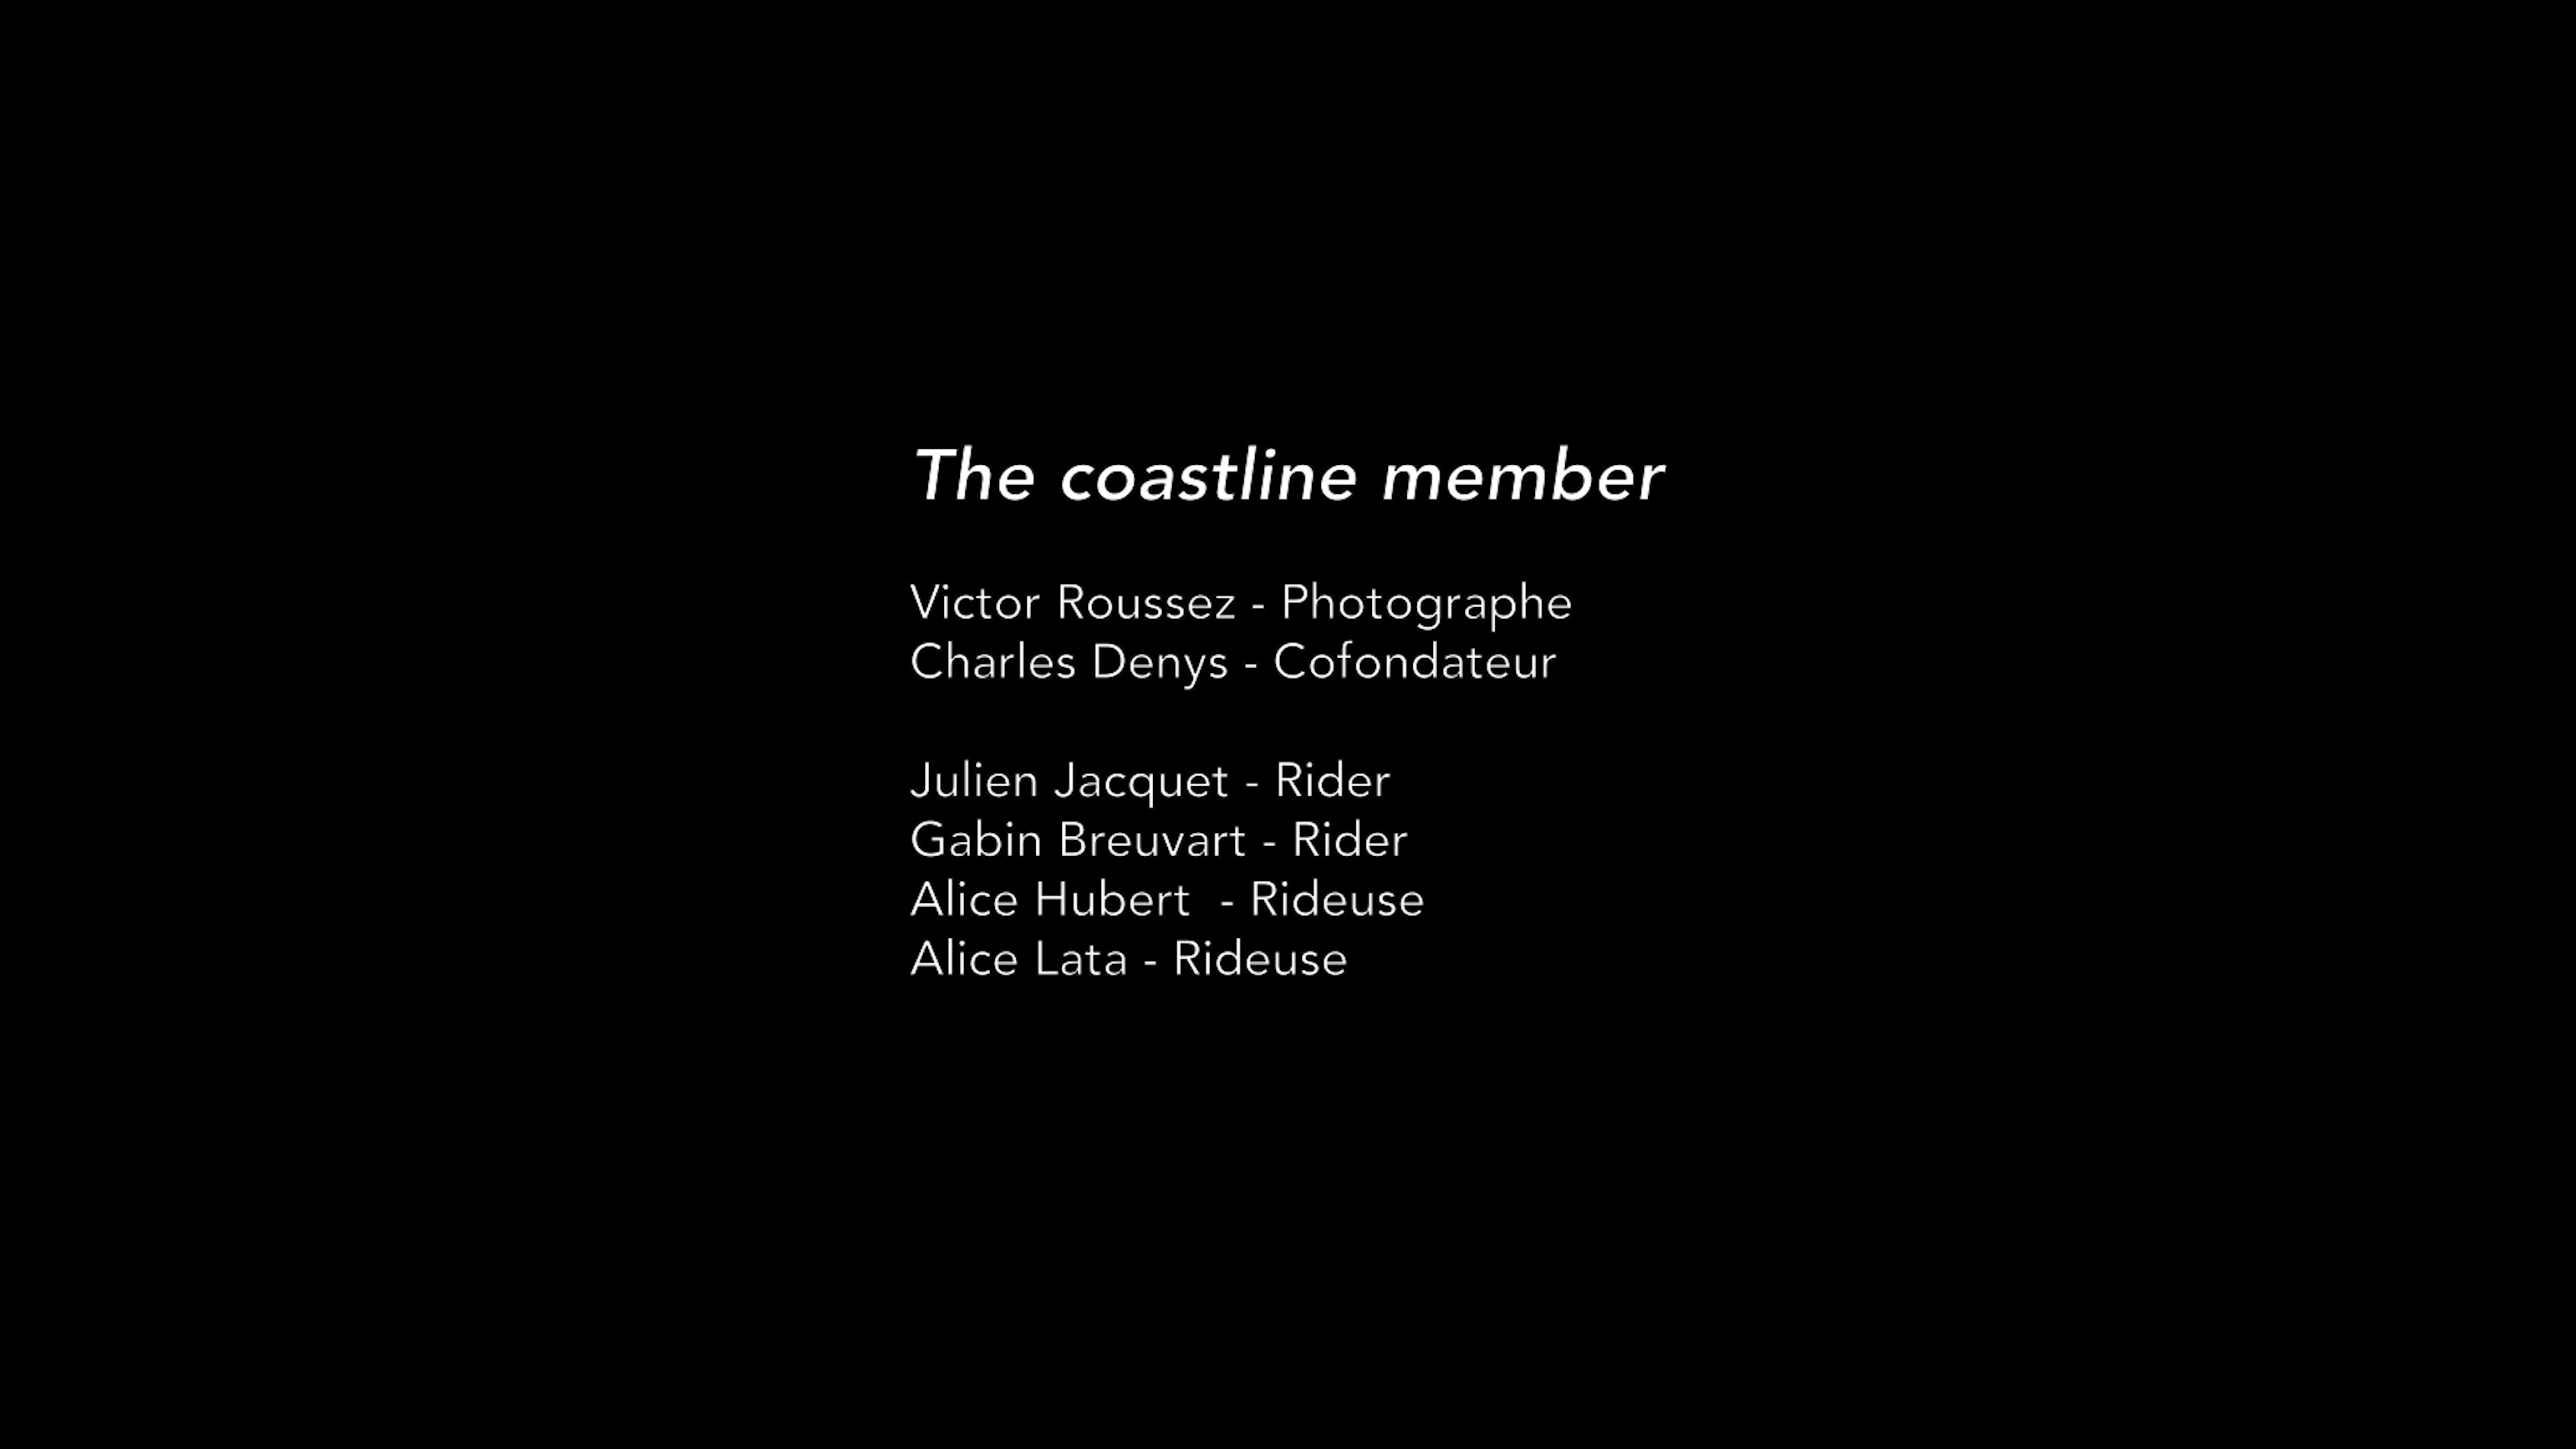 The coastline member
Victor Roussez - Photographe
Charles Denys - Cofondateur
Julien Jacquet - Rider
Gabin Breuvart - Rider
Alice Hubert  - Rideuse
Alice Lata - Rideuse